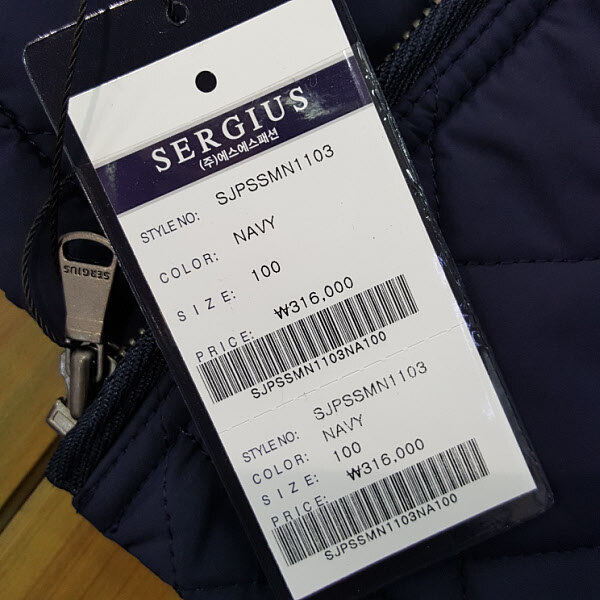 SERGIUS
(주)에스에스패션
STYLE NO: SJPSSMN1103
COLOR: NAVY
SIZE: 100
PRICE: ₩316,000
SJPSSMN1103NA100
STYLE NO: SJPSSMN1103
COLOR: NAVY
SIZE: 100
PRICE: ₩316,000
SJPSSMN1103NA100
SERGIUS